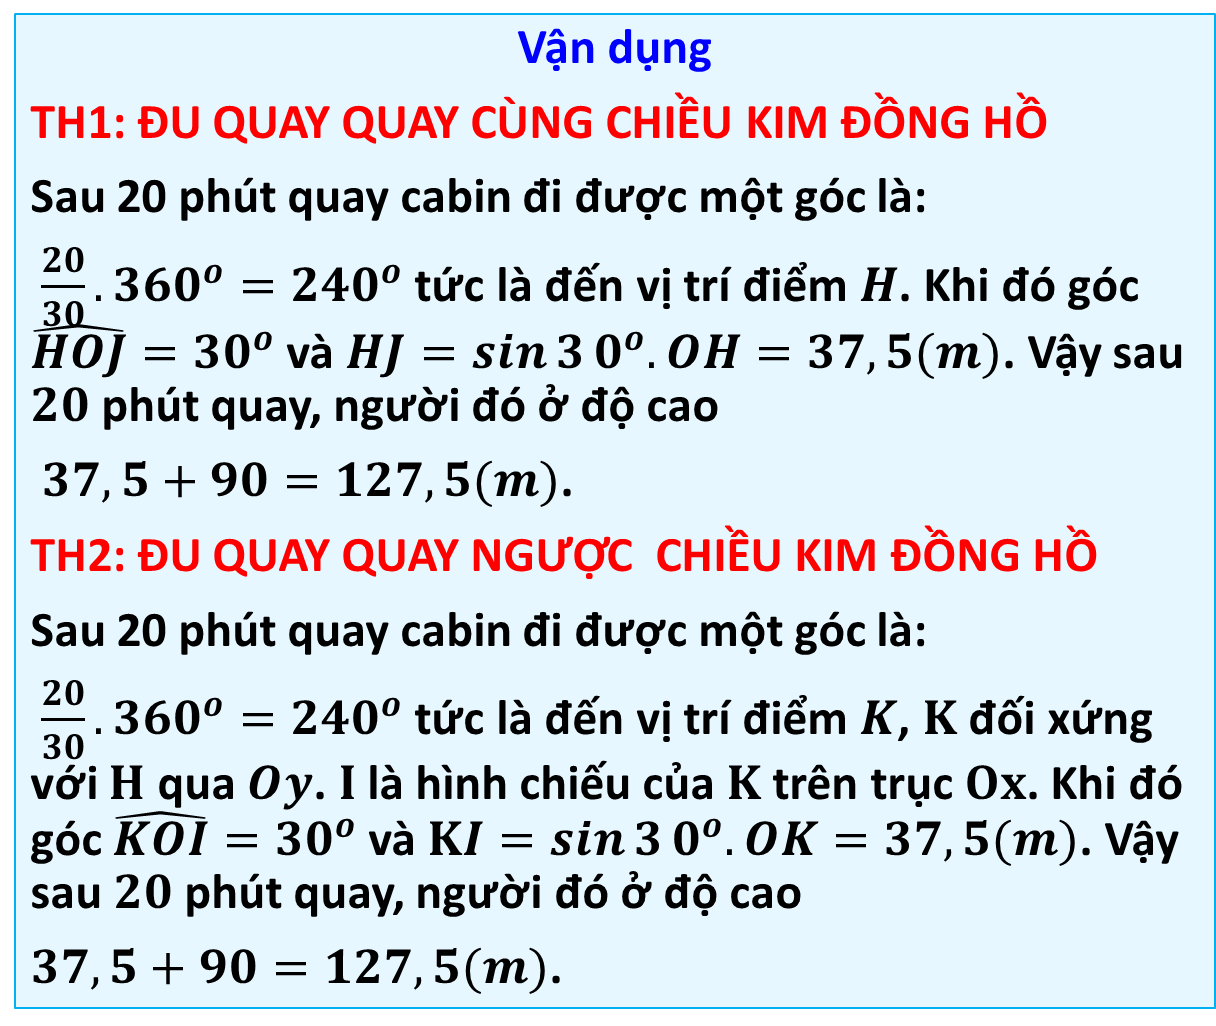 Vận dụng
TH1: ĐU QUAY QUAY CÙNG CHIỀU KIM ĐỒNG HỒ
Sau 20 phút quay cabin đi được một góc là:
20/30 . 360° = 240° tức là đến vị trí điểm H. Khi đó góc
\widehat{HOJ} = 30° và HJ = sin 3 0°. OH = 37, 5(m). Vậy sau
20 phút quay, người đó ở độ cao
37, 5 + 90 = 127, 5(m).
TH2: ĐU QUAY QUAY NGƯỢC CHIỀU KIM ĐỒNG HỒ
Sau 20 phút quay cabin đi được một góc là:
20/30 . 360° = 240° tức là đến vị trí điểm K, K đối xứng
với H qua Oy. I là hình chiếu của K trên trục Ox. Khi đó
góc \widehat{KOI} = 30° và KI = sin 3 0°. OK = 37, 5(m). Vậy
sau 20 phút quay, người đó ở độ cao
37, 5 + 90 = 127, 5(m).